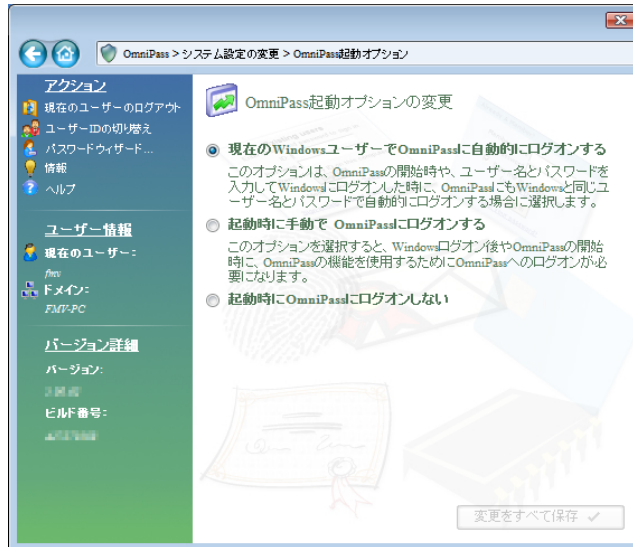 OmniPass > システム設定の変更 > OmniPass起動オプション
アクション
現在のユーザーのログアウト
ユーザーIDの切り替え
パスワードウィザード...
情報
ヘルプ
ユーザー情報
現在のユーザー:
fmv
ドメイン:
FMV-PC
バージョン詳細
バージョン:
ビルド番号:
OmniPass起動オプションの変更
現在のWindowsユーザーでOmniPassに自動的にログオンする
このオプションは、OmniPassの開始時や、ユーザー名とパスワードを
入力してWindowsにログオンした時に、OmniPassにもWindowsと同じユ
ーザー名とパスワードで自動的にログオンする場合に選択します。
起動時に手動で OmniPassにログオンする
このオプションを選択すると、Windowsログオン後やOmniPassの開始
時に、OmniPassの機能を使用するためにOmniPassへのログオンが必
要になります。
起動時にOmniPassにログオンしない
変更をすべて保存